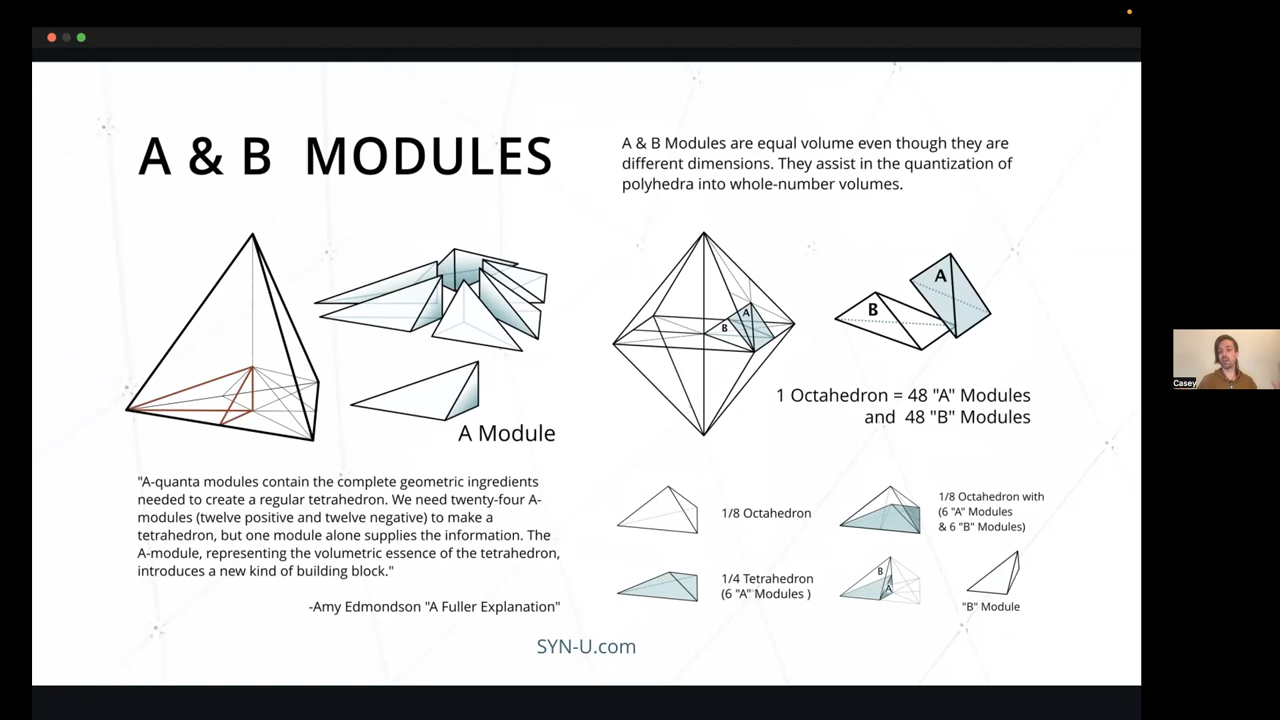 A & B MODULES
A & B Modules are equal volume even though they are
different dimensions. They assist in the quantization of
polyhedra into whole-number volumes.
A Module
"A-quanta modules contain the complete geometric ingredients
needed to create a regular tetrahedron. We need twenty-four A-
modules (twelve positive and twelve negative) to make a
tetrahedron, but one module alone supplies the information. The
A-module, representing the volumetric essence of the tetrahedron,
introduces a new kind of building block."
-Amy Edmondson "A Fuller Explanation"
A
B
A
B
1 Octahedron = 48 "A" Modules
and 48 "B" Modules
1/8 Octahedron
1/8 Octahedron with
(6 "A" Modules
& 6 "B" Modules)
1/4 Tetrahedron
(6 "A" Modules )
B
A
"B" Module
SYN-U.com
Casey